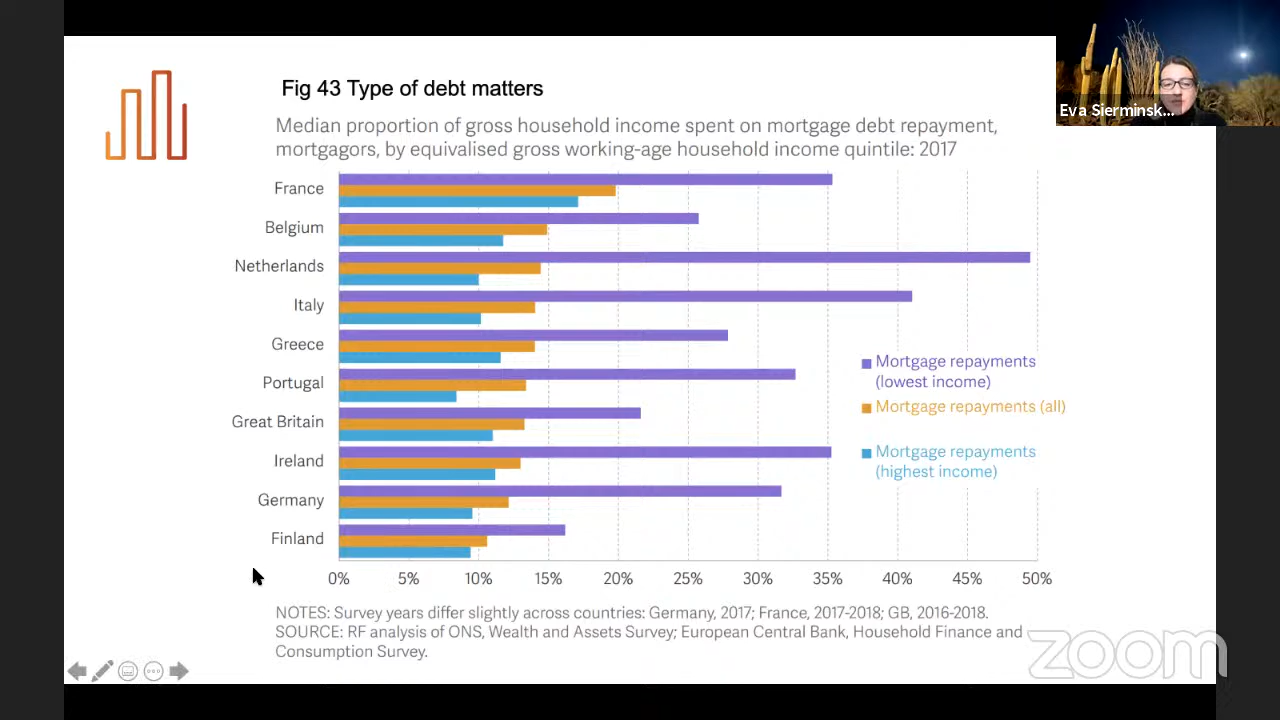 Fig 43 Type of debt matters
Median proportion of gross household income spent on mortgage debt repayment,
mortgagors, by equivalised gross working-age household income quintile: 2017
Eva Sierminsk...
France
Belgium
Netherlands
Italy
Greece
Portugal
Great Britain
Ireland
Germany
Finland
Mortgage repayments
(lowest income)
Mortgage repayments (all)
Mortgage repayments
(highest income)
0% 5% 10% 15% 20% 25% 30% 35% 40% 45% 50%
NOTES: Survey years differ slightly across countries: Germany, 2017; France, 2017-2018; GB, 2016-2018.
SOURCE: RF analysis of ONS, Wealth and Assets Survey; European Central Bank, Household Finance and
Consumption Survey.
zoom